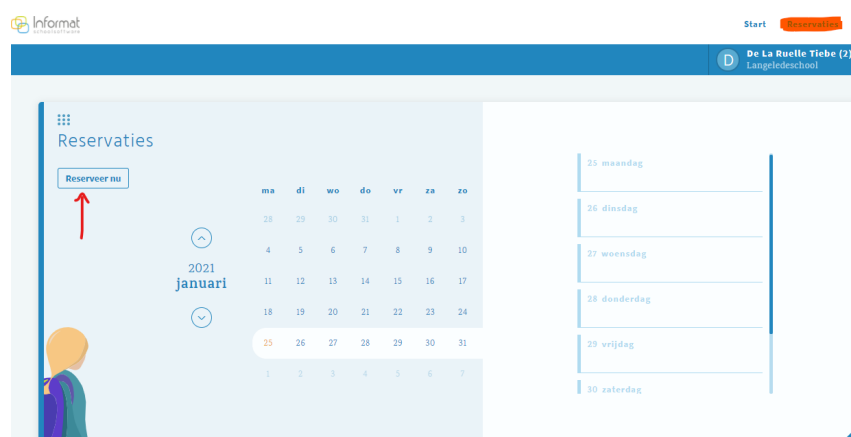 Informat
schoolsoftware
Start Reservaties
D De La Ruelle Tiebe (2)
Langeledeschool
Reservaties
Reserveer nu
ma di wo do vr za zo
28 29 30 31 1 2 3
4 5 6 7 8 9 10
11 12 13 14 15 16 17
18 19 20 21 22 23 24
25 26 27 28 29 30 31
1 2 3 4 5 6 7
2021
januari
25 maandag
26 dinsdag
27 woensdag
28 donderdag
29 vrijdag
30 zaterdag